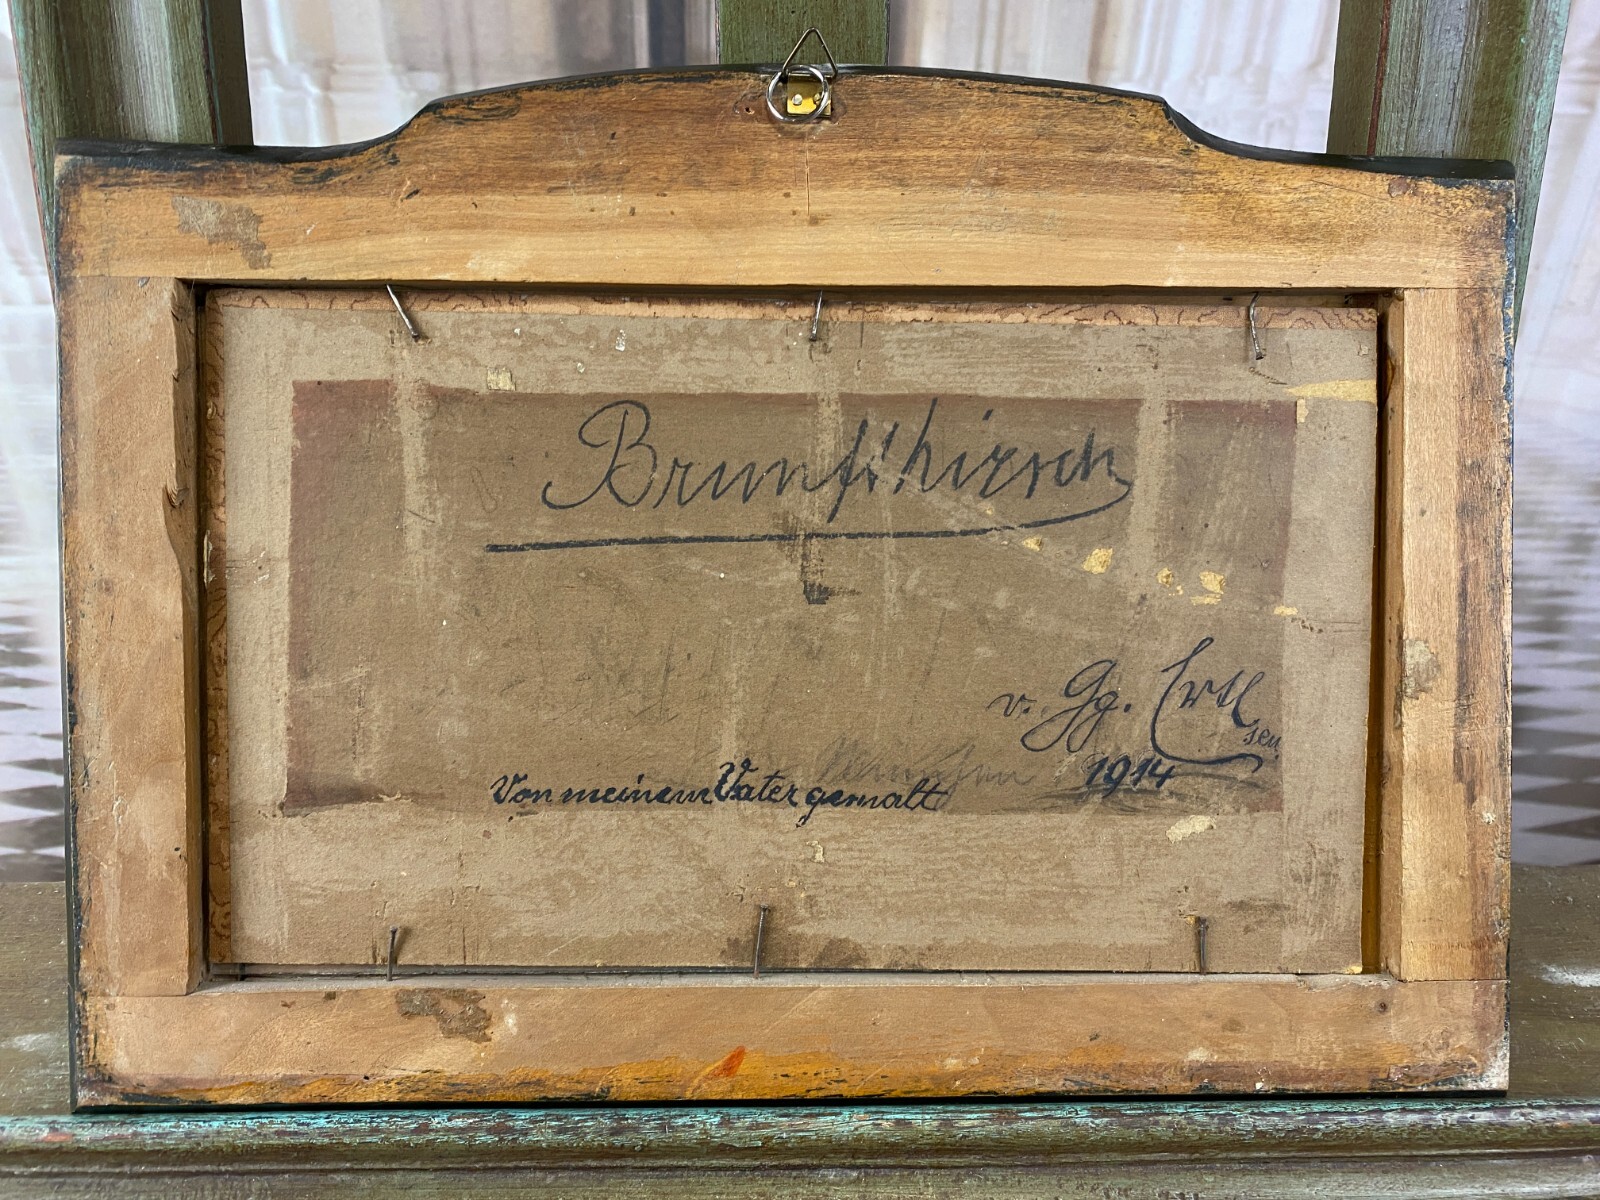 Brunfthirsch
v. Gg. Ertl
sen.
1914
Von meinem Vater gemalt